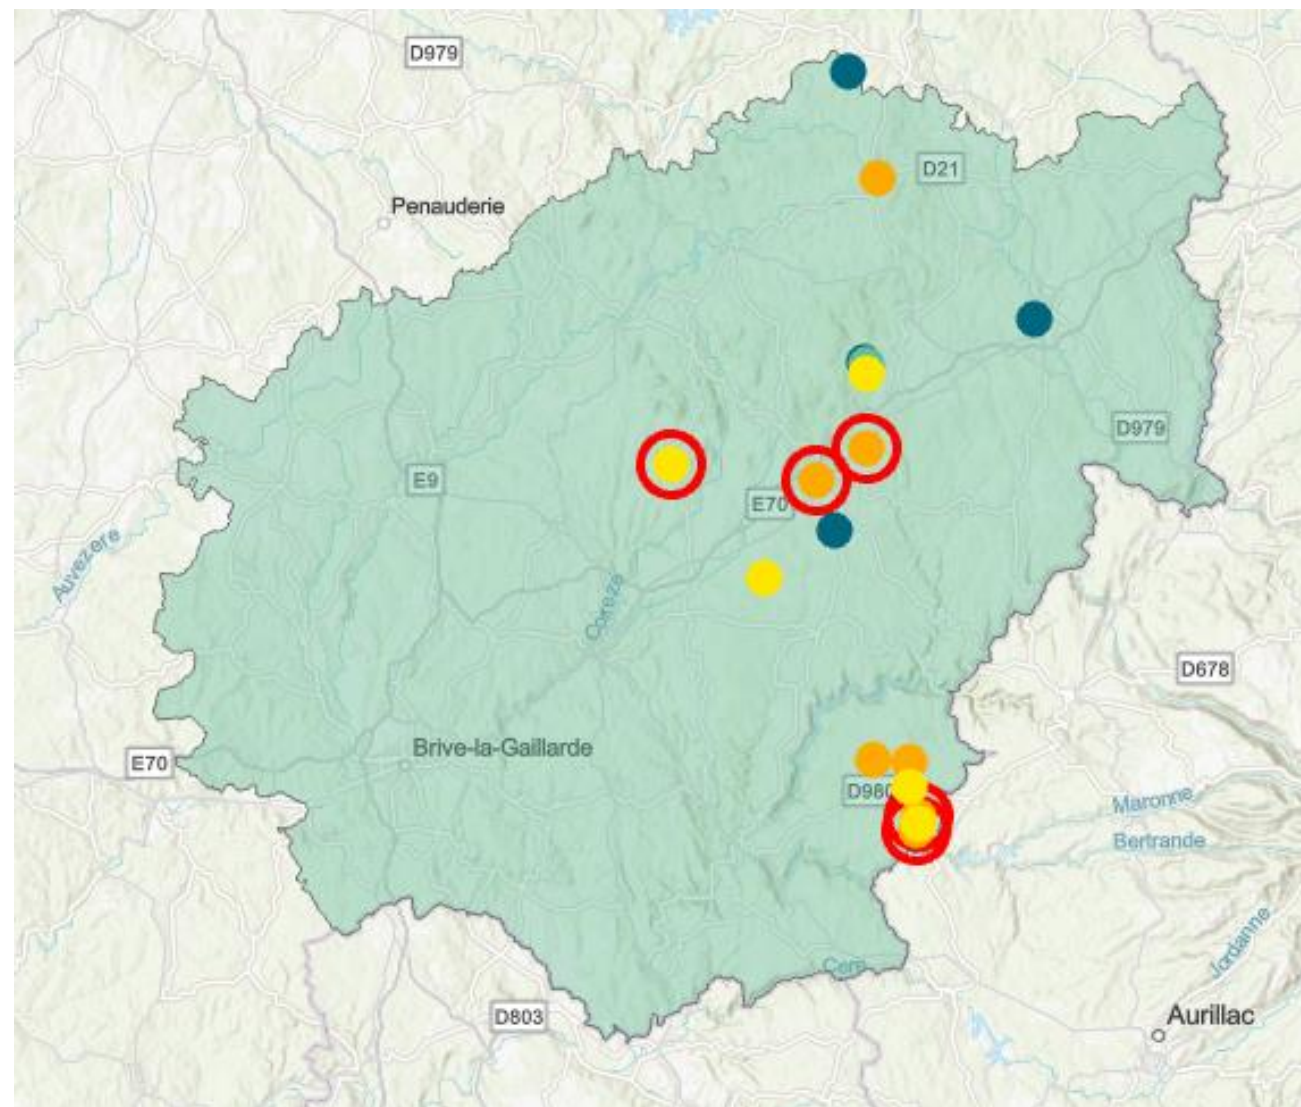 D979
D21
Penauderie
D979
E9
E70
Auvezere
Corrèze
D678
Brive-la-Gaillarde
E70
D980
Maronne
Bertrande
Jordanne
Cere
Aurillac
D803